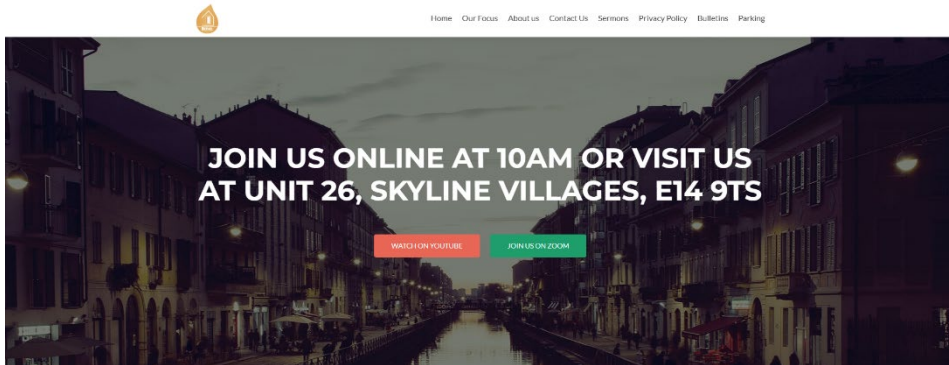 Home Our Focus About us Contact Us Sermons Privacy Policy Bulletins Parking
JOIN US ONLINE AT 10AM OR VISIT US
AT UNIT 26, SKYLINE VILLAGES, E14 9TS
WATCH ON YOUTUBE JOIN US ON ZOOM